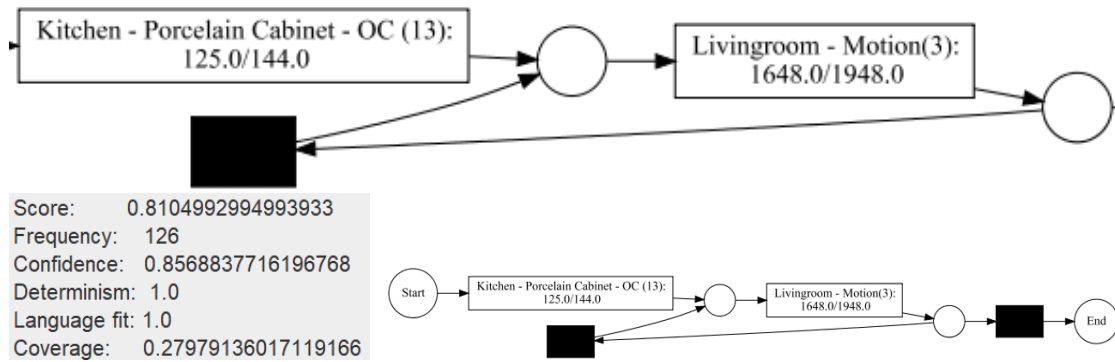 Kitchen - Porcelain Cabinet - OC (13):
125.0/144.0
Livingroom - Motion(3):
1648.0/1948.0
Score: 0.8104992994993933
Frequency: 126
Confidence: 0.8568837716196768
Determinism: 1.0
Language fit: 1.0
Coverage: 0.27979136017119166
Start
Kitchen - Porcelain Cabinet - OC (13):
125.0/144.0
Livingroom - Motion(3):
1648.0/1948.0
End